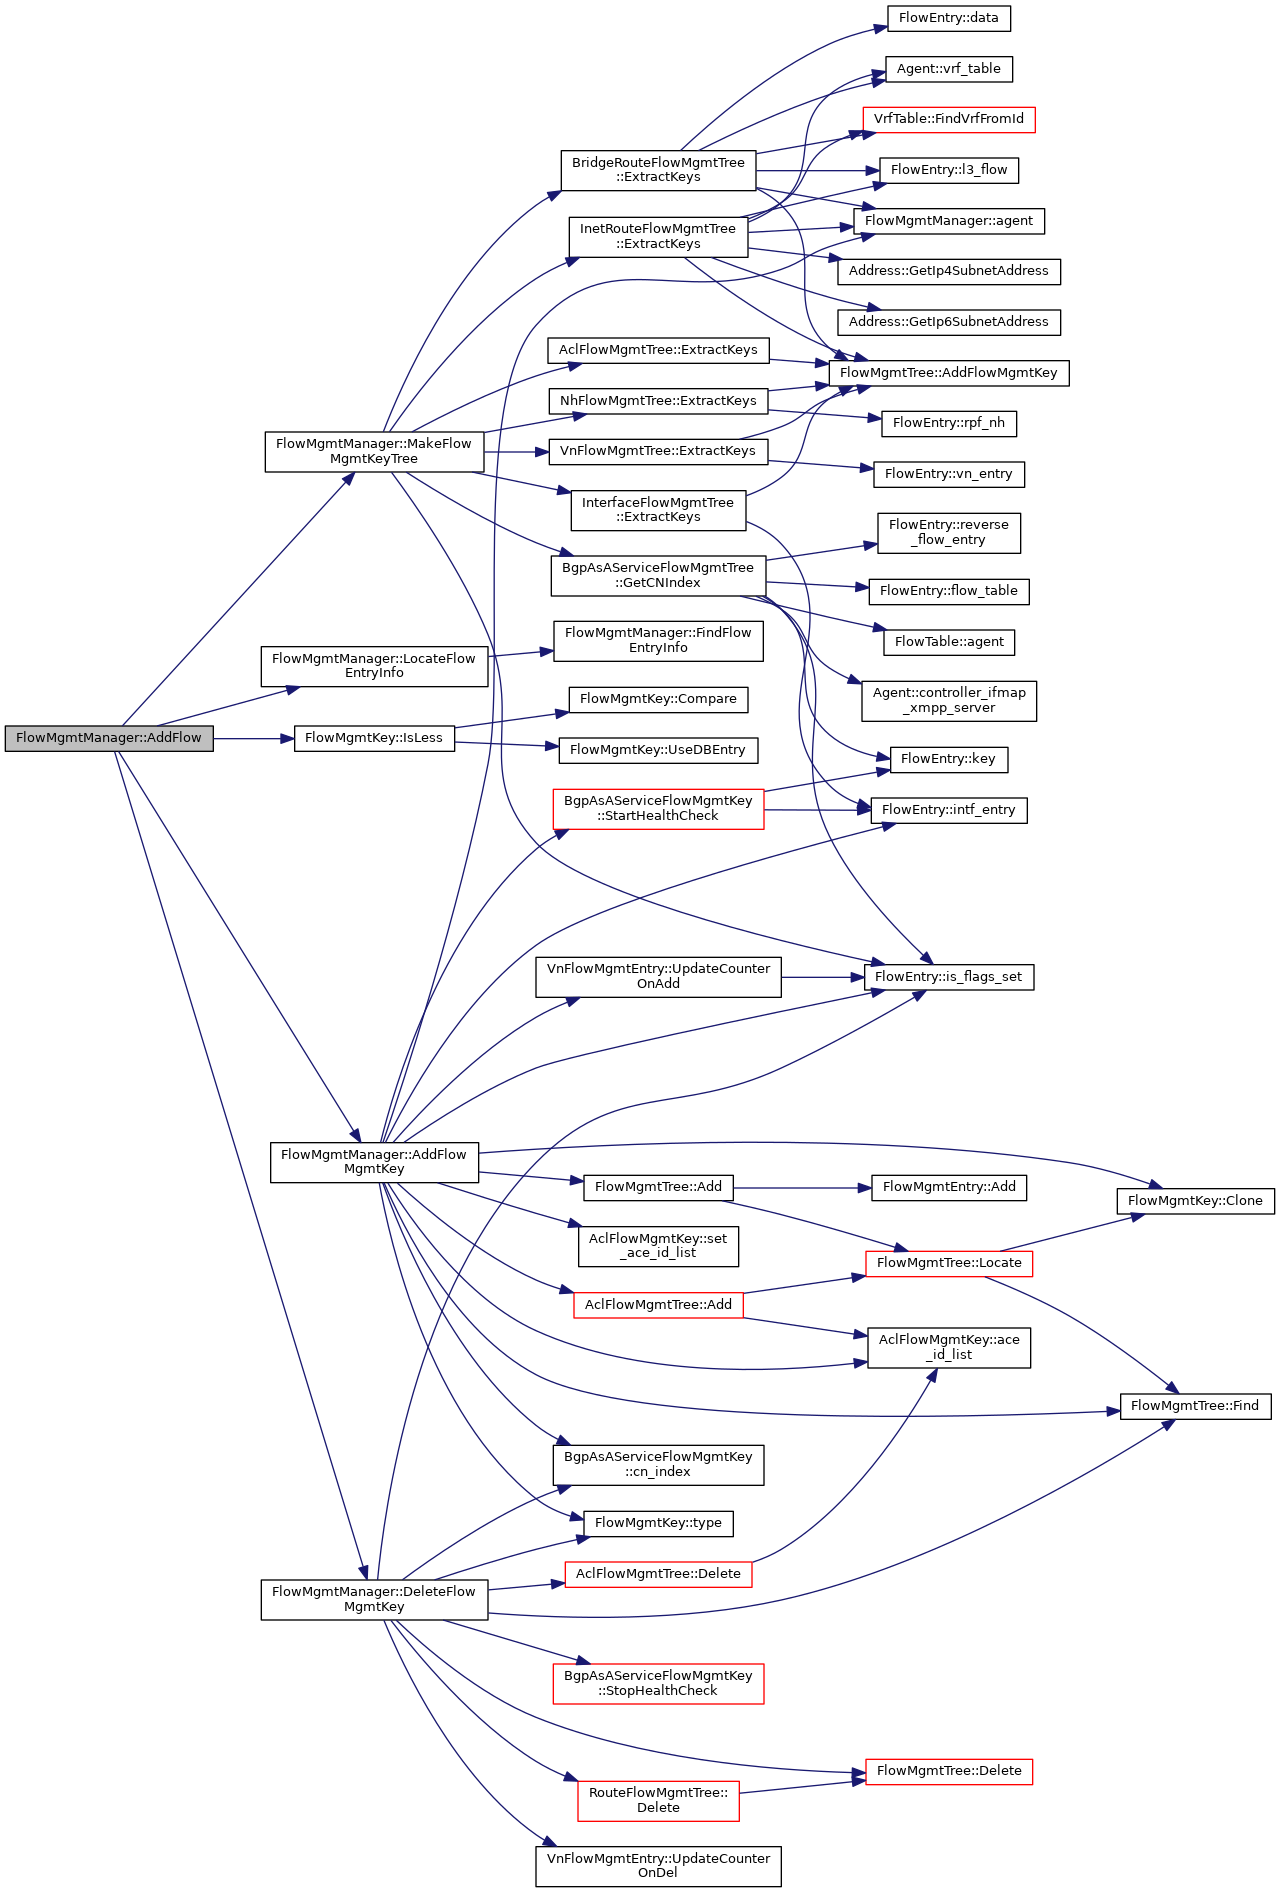 FlowEntry::data
Agent::vrf_table
VrfTable::FindVrfFromId
BridgeRouteFlowMgmtTree
::ExtractKeys
FlowEntry::l3_flow
FlowMgmtManager::agent
InetRouteFlowMgmtTree
::ExtractKeys
Address::GetIp4SubnetAddress
Address::GetIp6SubnetAddress
AclFlowMgmtTree::ExtractKeys
FlowMgmtTree::AddFlowMgmtKey
NhFlowMgmtTree::ExtractKeys
FlowEntry::rpf_nh
FlowMgmtManager::MakeFlow
MgmtKeyTree
VnFlowMgmtTree::ExtractKeys
FlowEntry::vn_entry
InterfaceFlowMgmtTree
::ExtractKeys
FlowEntry::reverse
_flow_entry
BgpAsAServiceFlowMgmtTree
::GetCNIndex
FlowEntry::flow_table
FlowTable::agent
FlowMgmtManager::FindFlow
EntryInfo
FlowMgmtManager::LocateFlow
EntryInfo
Agent::controller_ifmap
_xmpp_server
FlowMgmtKey::Compare
FlowMgmtManager::AddFlow
FlowMgmtKey::IsLess
FlowMgmtKey::UseDBEntry
FlowEntry::key
BgpAsAServiceFlowMgmtKey
::StartHealthCheck
FlowEntry::intf_entry
VnFlowMgmtEntry::UpdateCounter
OnAdd
FlowEntry::is_flags_set
FlowMgmtManager::AddFlow
MgmtKey
FlowMgmtTree::Add
FlowMgmtEntry::Add
FlowMgmtKey::Clone
AclFlowMgmtKey::set
_ace_id_list
FlowMgmtTree::Locate
AclFlowMgmtTree::Add
AclFlowMgmtKey::ace
_id_list
FlowMgmtTree::Find
BgpAsAServiceFlowMgmtKey
::cn_index
FlowMgmtKey::type
AclFlowMgmtTree::Delete
FlowMgmtManager::DeleteFlow
MgmtKey
BgpAsAServiceFlowMgmtKey
::StopHealthCheck
FlowMgmtTree::Delete
RouteFlowMgmtTree::
Delete
VnFlowMgmtEntry::UpdateCounter
OnDel